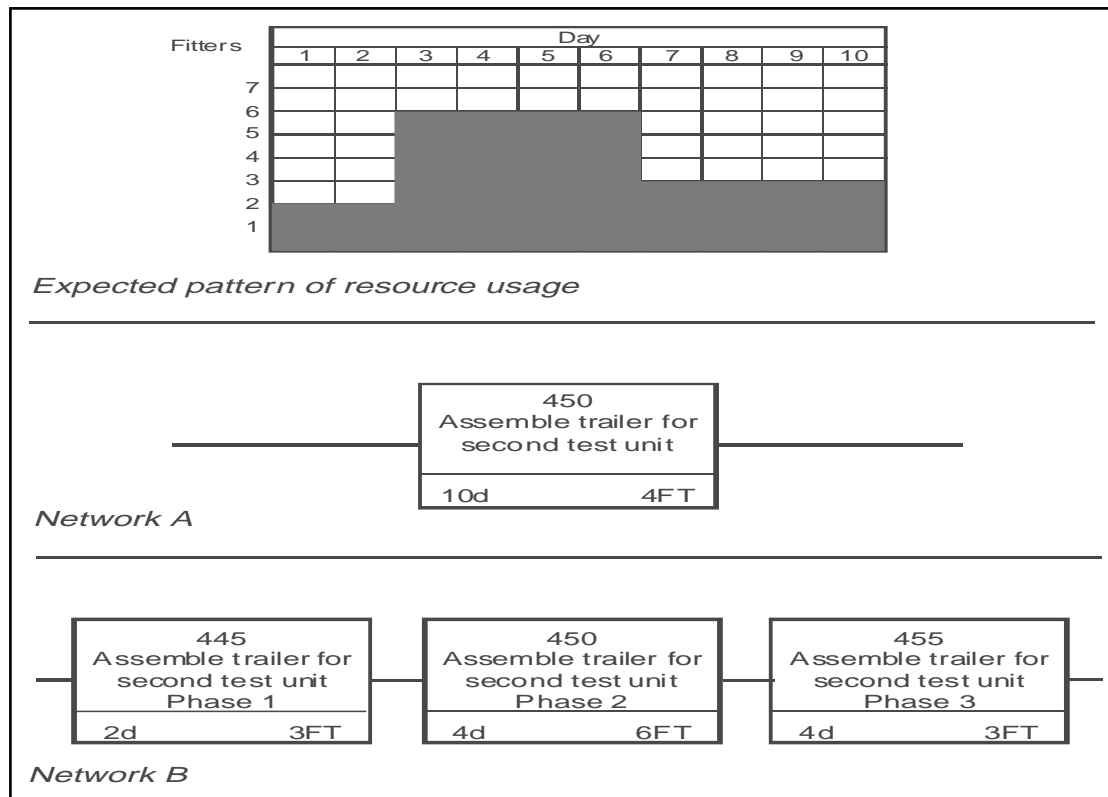 Day
Fitters
1 2 3 4 5 6 7 8 9 10
7
6
5
4
3
2
1
Expected pattern of resource usage
450
Assemble trailer for
second test unit
10d 4FT
Network A
445
Assemble trailer for
second test unit
Phase 1
2d 3FT
450
Assemble trailer for
second test unit
Phase 2
4d 6FT
455
Assemble trailer for
second test unit
Phase 3
4d 3FT
Network B